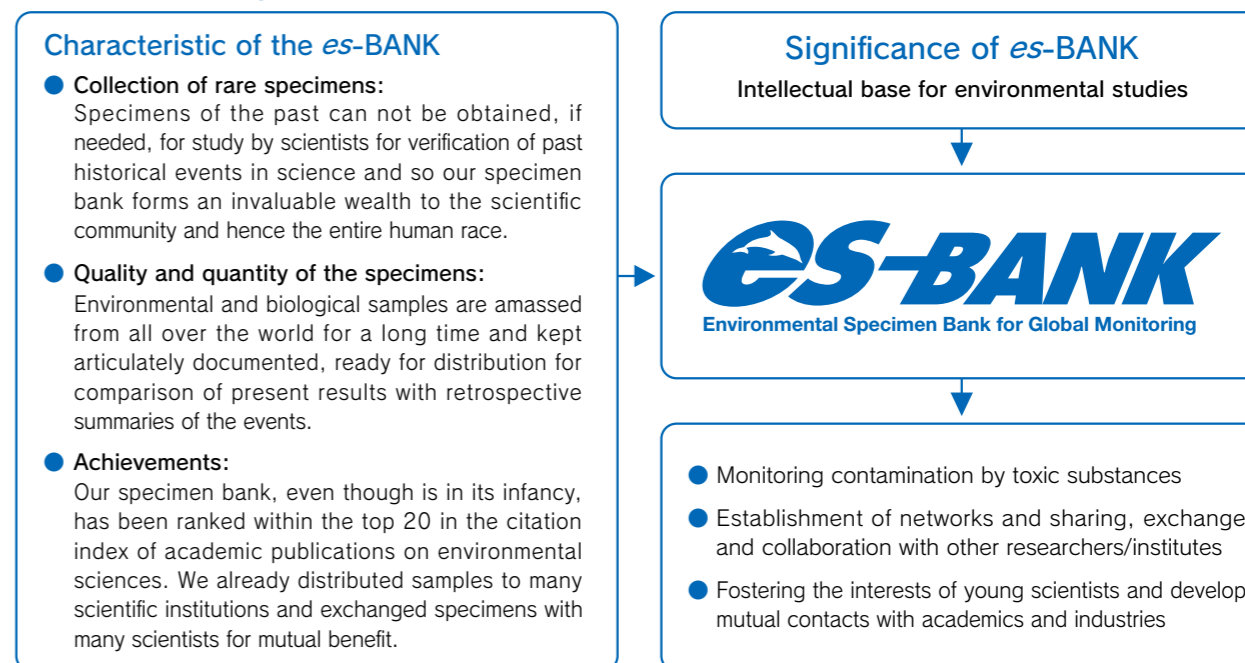 Characteristic of the es-BANK
● Collection of rare specimens:
Specimens of the past can not be obtained, if
needed, for study by scientists for verification of past
historical events in science and so our specimen
bank forms an invaluable wealth to the scientific
community and hence the entire human race.
● Quality and quantity of the specimens:
Environmental and biological samples are amassed
from all over the world for a long time and kept
articulately documented, ready for distribution for
comparison of present results with retrospective
summaries of the events.
● Achievements:
Our specimen bank, even though is in its infancy,
has been ranked within the top 20 in the citation
index of academic publications on environmental
sciences. We already distributed samples to many
scientific institutions and exchanged specimens with
many scientists for mutual benefit.
Significance of es-BANK
Intellectual base for environmental studies
es-BANK
Environmental Specimen Bank for Global Monitoring
● Monitoring contamination by toxic substances
● Establishment of networks and sharing, exchange
and collaboration with other researchers/institutes
● Fostering the interests of young scientists and develop
mutual contacts with academics and industries